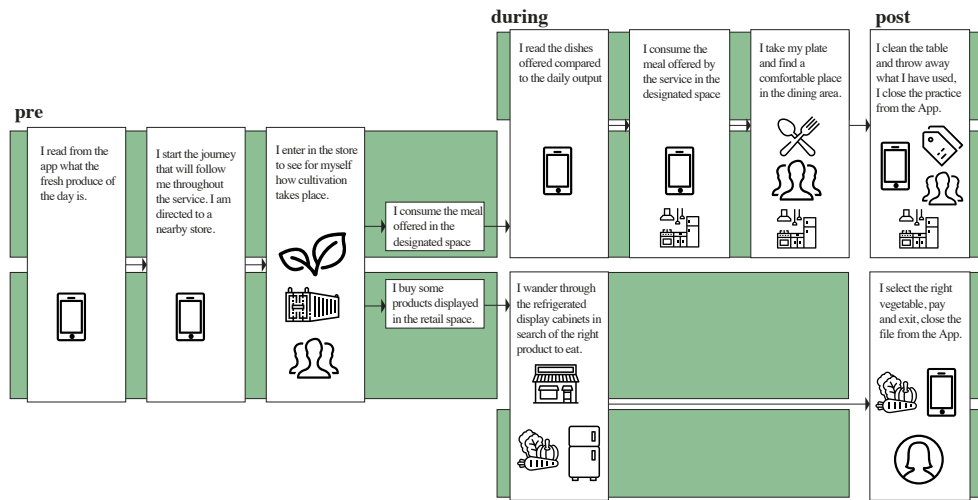 pre
I read from the
app what the
fresh produce of
the day is.
I start the journey
that will follow
me throughout
the service. I am
directed to a
nearby store.
I enter in the store
to see for myself
how cultivation
takes place.
I consume the meal
offered in the
designated space
I buy some
products displayed
in the retail space.
during
I read the dishes
offered compared
to the daily output
I consume the
meal offered by
the service in the
designated space
I take my plate
and find a
comfortable place
in the dining area.
I wander through
the refrigerated
display cabinets in
search of the right
product to eat.
post
I clean the table
and throw away
what I have used,
I close the practice
from the App.
I select the right
vegetable, pay
and exit, close the
file from the App.